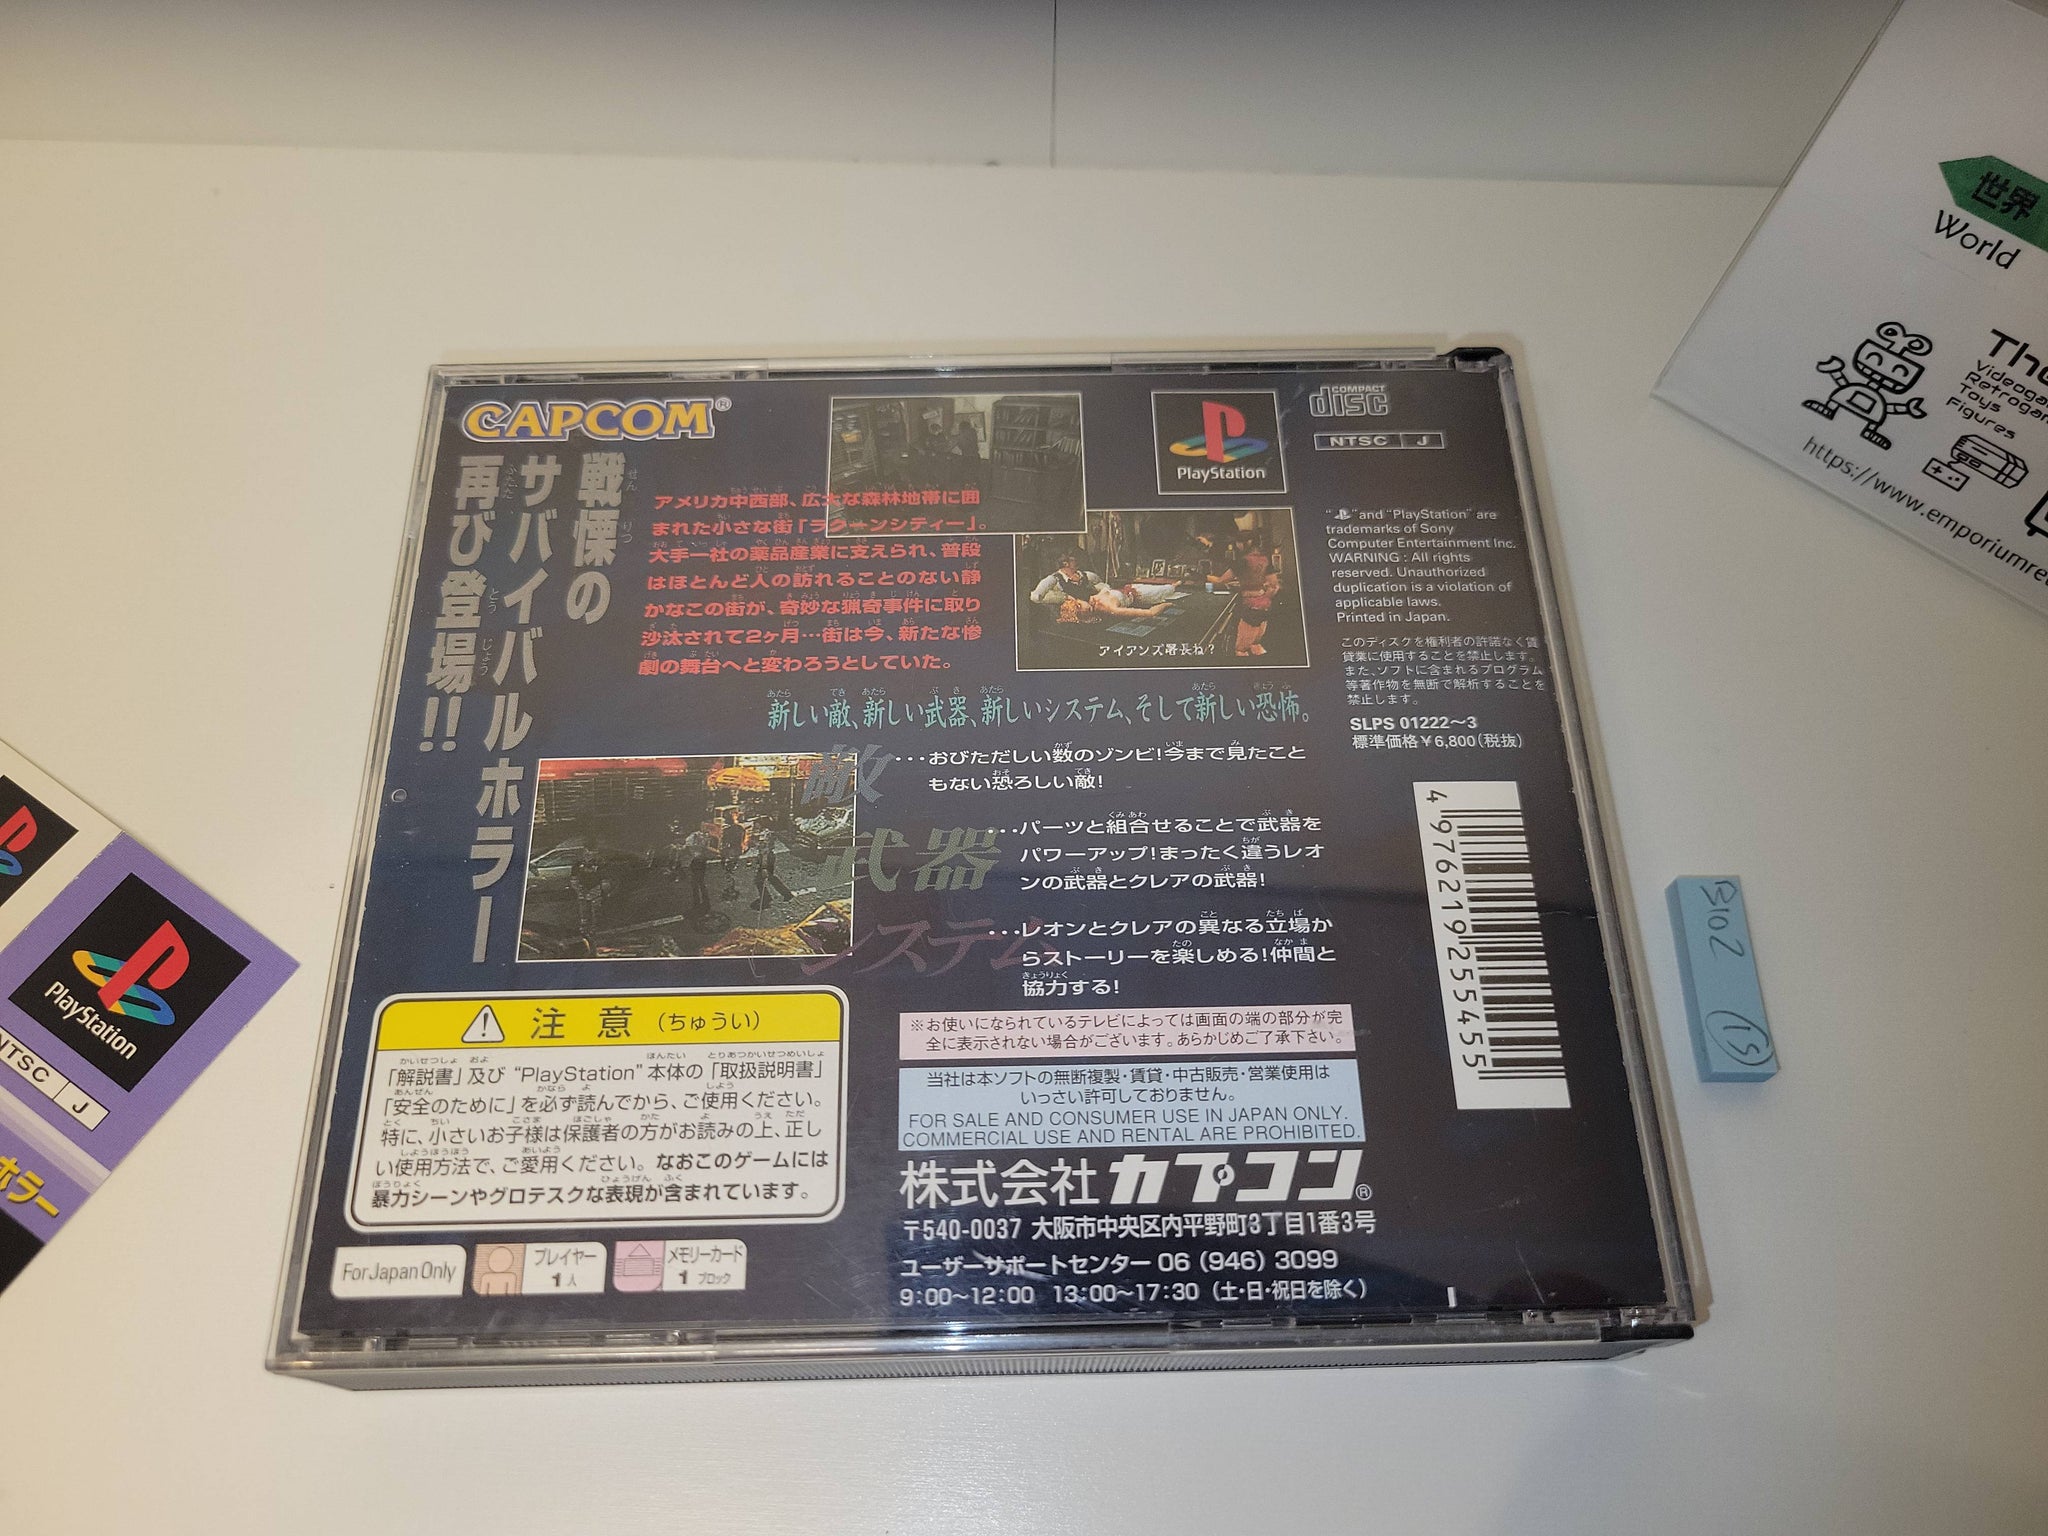 CAPCOM®
戦慄の
サバイバルホラー
再び登場!!
アメリカ中西部、広大な森林地帯に囲
まれた小さな街「ラクーンシティー」。
大手一社の薬品産業に支えられ、普段
はほとんど人の訪れることのない静
かなこの街が、奇妙な猟奇事件に取り
沙汰されて2ヶ月…街は今、新たな惨
劇の舞台へと変わろうとしていた。
アイアンズ署長ね?
新しい敵、新しい武器、新しいシステム、そして新しい恐怖。
敵
…おびただしい数のゾンビ!今まで見たこと
もない恐ろしい敵!
武器
…パーツと組合せることで武器を
パワーアップ!まったく違うレオ
ンの武器とクレアの武器!
システム
…レオンとクレアの異なる立場か
らストーリーを楽しめる!仲間と
協力する!
PlayStation
COMPACT
disc
NTSC J
"PS" and "PlayStation" are
trademarks of Sony
Computer Entertainment Inc.
WARNING : All rights
reserved. Unauthorized
duplication is a violation of
applicable laws.
Printed in Japan.
このディスクを権利者の許諾なく賃
貸業に使用することを禁止します。
また、ソフトに含まれるプログラム
等著作物を無断で解析することを
禁止します。
SLPS 01222〜3
標準価格¥6,800(税抜)
4 976219 255455
注意(ちゅうい)
「解説書」及び "PlayStation" 本体の「取扱説明書」
「安全のために」を必ず読んでから、ご使用ください。
特に、小さいお子様は保護者の方がお読みの上、正し
い使用方法で、ご愛用ください。なおこのゲームには
暴力シーンやグロテスクな表現が含まれています。
For Japan Only
プレイヤー
1人
メモリーカード
1ブロック
※お使いになられているテレビによっては画面の端の部分が完
全に表示されない場合がございます。あらかじめご了承下さい。
当社は本ソフトの無断複製・賃貸・中古販売・営業使用は
いっさい許可しておりません。
FOR SALE AND CONSUMER USE IN JAPAN ONLY.
COMMERCIAL USE AND RENTAL ARE PROHIBITED.
株式会社カプコン®
〒540-0037 大阪市中央区内平野町3丁目1番3号
ユーザーサポートセンター 06 (946) 3099
9:00〜12:00 13:00〜17:30 (土・日・祝日を除く)
PlayStation
NTSC J
ホラー
BIO2
(15)
世界
World
Videoga
Retrogam
Toys
Figures
https://www.emporiumre